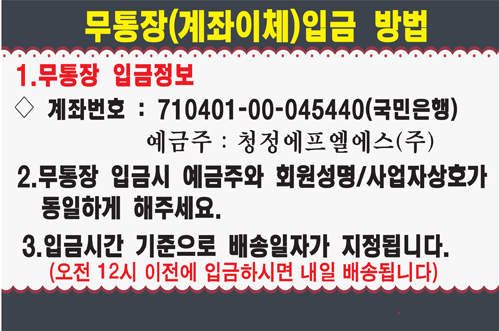 무통장(계좌이체)입금 방법
1.무통장 입금정보
◇ 계좌번호 : 710401-00-045440(국민은행)
예금주 : 청정에프엘에스(주)
2.무통장 입금시 예금주와 회원성명/사업자상호가
동일하게 해주세요.
3.입금시간 기준으로 배송일자가 지정됩니다.
(오전 12시 이전에 입금하시면 내일 배송됩니다)